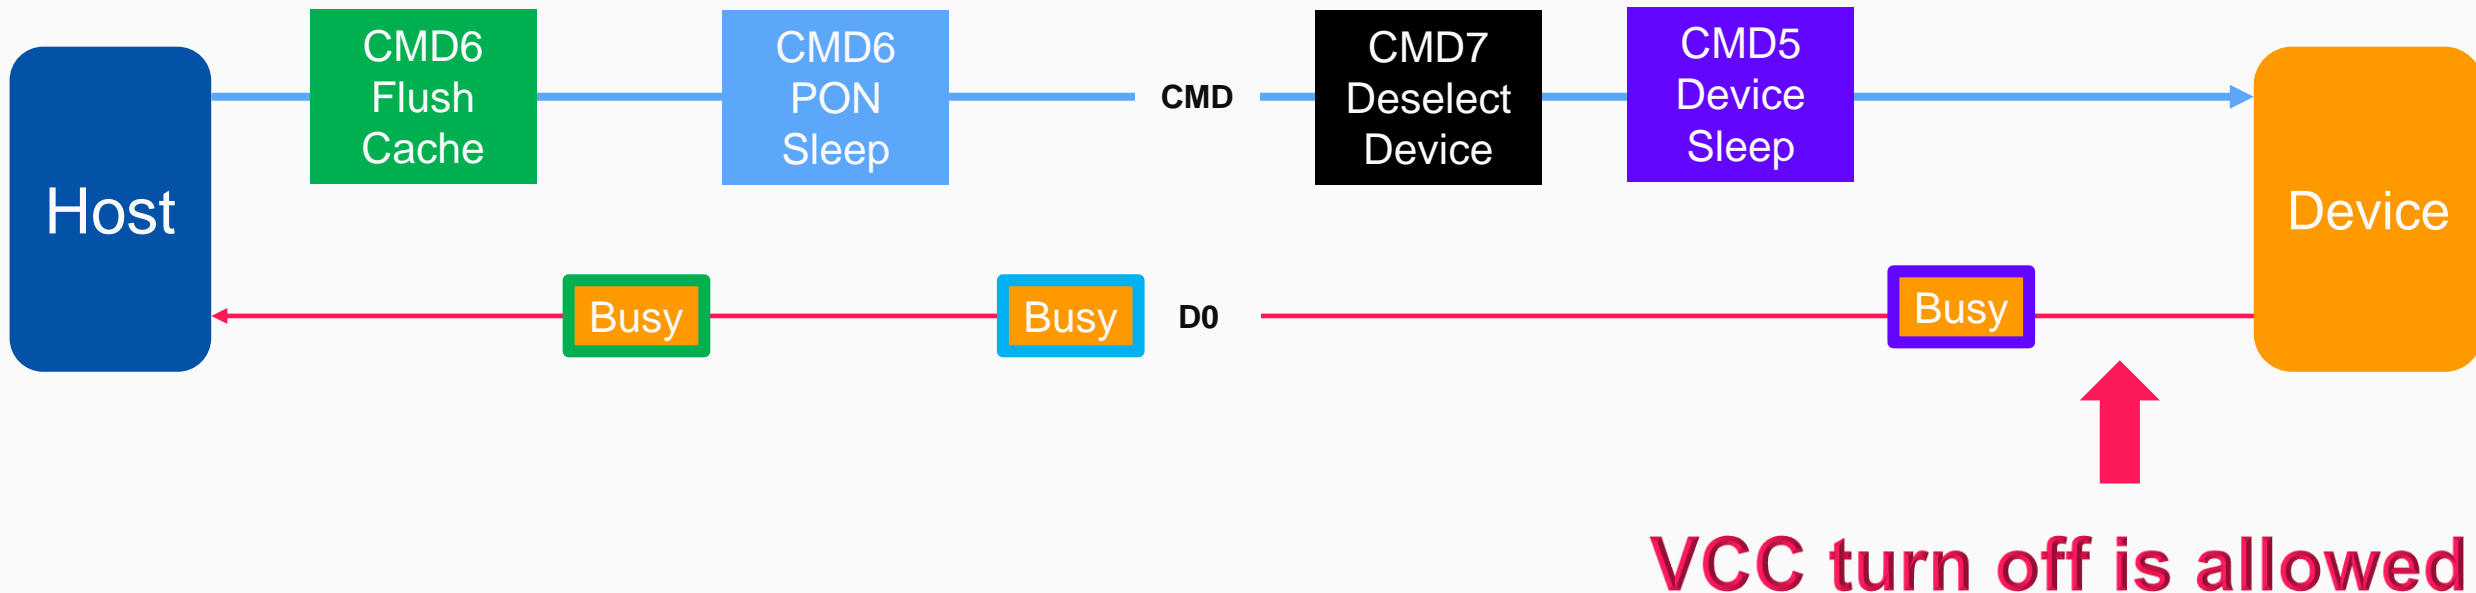 Host
CMD6
Flush
Cache
CMD6
PON
Sleep
CMD
CMD7
Deselect
Device
CMD5
Device
Sleep
Device
Busy
Busy
D0
Busy
VCC turn off is allowed